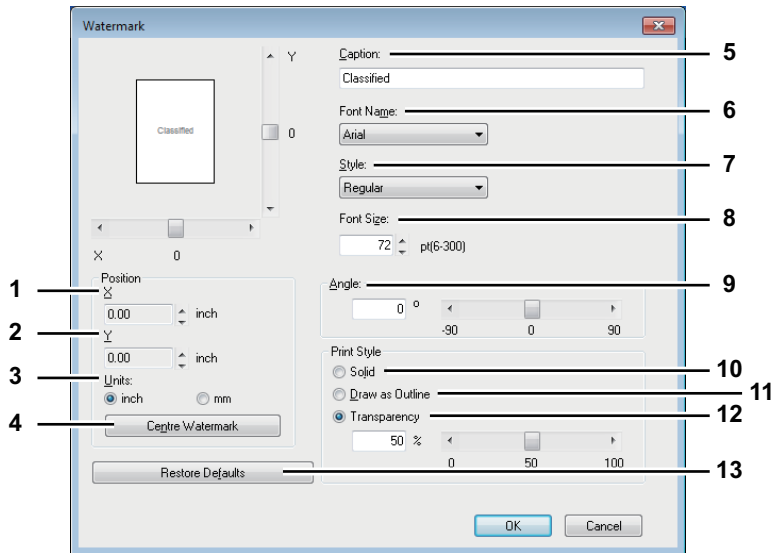 Watermark
Y
Classified
0
X 0
Position
X
0.00 inch
Y
0.00 inch
Units:
inch mm
Centre Watermark
Restore Defaults
Caption:
Classified
Font Name:
Arial
Style:
Regular
Font Size:
72 pt(6-300)
Angle:
0 °
-90 0 90
Print Style
Solid
Draw as Outline
Transparency
50 %
0 50 100
OK Cancel
1
2
3
4
5
6
7
8
9
10
11
12
13